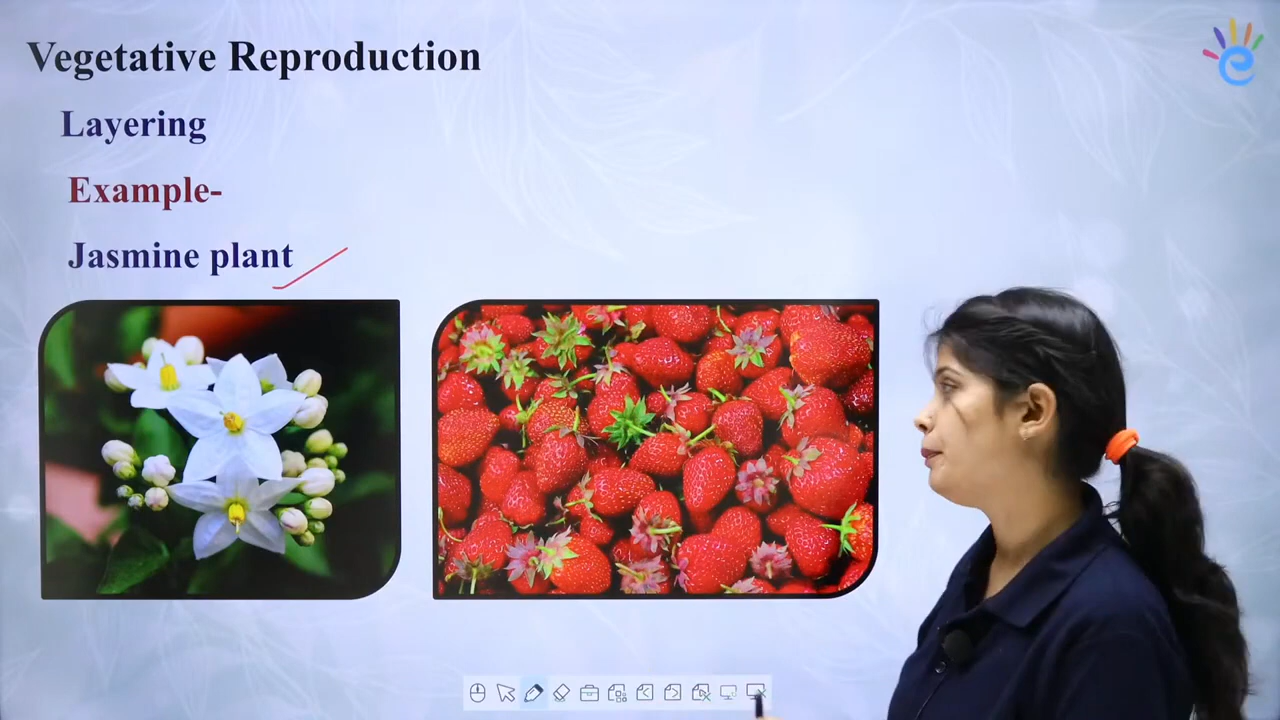 Vegetative Reproduction
Layering
Example-
Jasmine plant
e